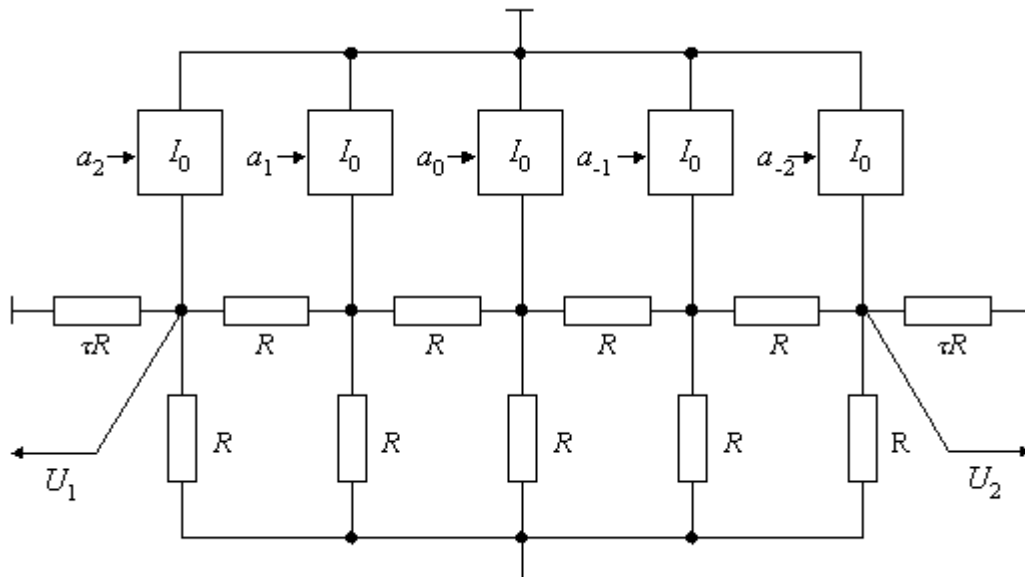 a₂ I₀ a₁ I₀ a₀ I₀ a₋₁ I₀ a₋₂ I₀
τR R R R R τR
R R R R R
U₁ U₂